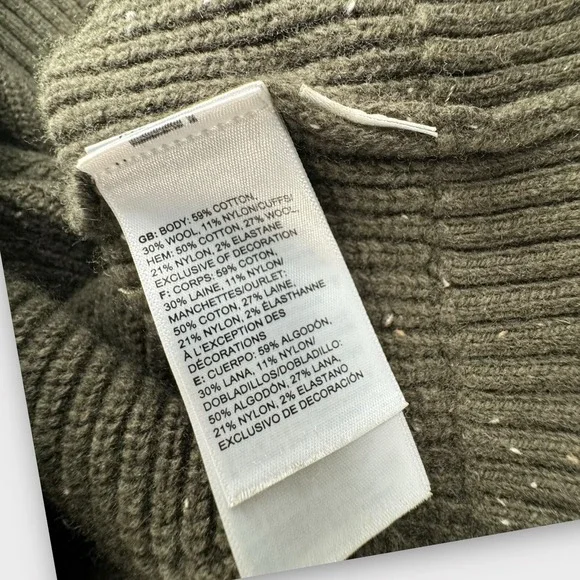 GB: BODY: 59% COTTON,
30% WOOL, 11% NYLON/CUFFS/
HEM: 50% COTTON, 27% WOOL,
21% NYLON, 2% ELASTANE
EXCLUSIVE OF DECORATION
F: CORPS: 59% COTON,
30% LAINE, 11% NYLON/
MANCHETTES/OURLET:
50% COTON, 27% LAINE,
21% NYLON, 2% ÉLASTHANNE
À L'EXCEPTION DES
DÉCORATIONS
E: CUERPO: 59% ALGODÓN,
30% LANA, 11% NYLON/
DOBLADILLOS/DOBLADILLO:
50% ALGODÓN, 27% LANA,
21% NYLON, 2% ELASTANO
EXCLUSIVO DE DECORACIÓN